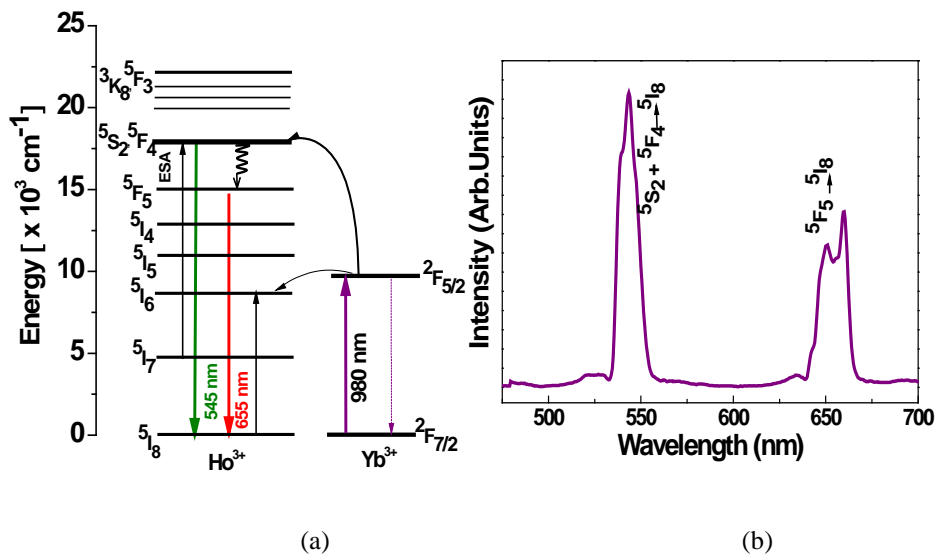 25
20
15
10
5
0
Energy [ x 10³ cm⁻¹
³K₈, ⁵F₃
⁵S₂ ⁵F₄
ESA
⁵F₅
⁵I₄
⁵I₅
⁵I₆
⁵I₇
⁵I₈
545 nm
655 nm
980 nm
²F₅/₂
²F₇/₂
Ho³⁺
Yb³⁺
(a)
Intensity (Arb.Units)
⁵S₂ + ⁵F₄→⁵I₈
⁵F₅→⁵I₈
500 550 600 650 700
Wavelength (nm)
(b)